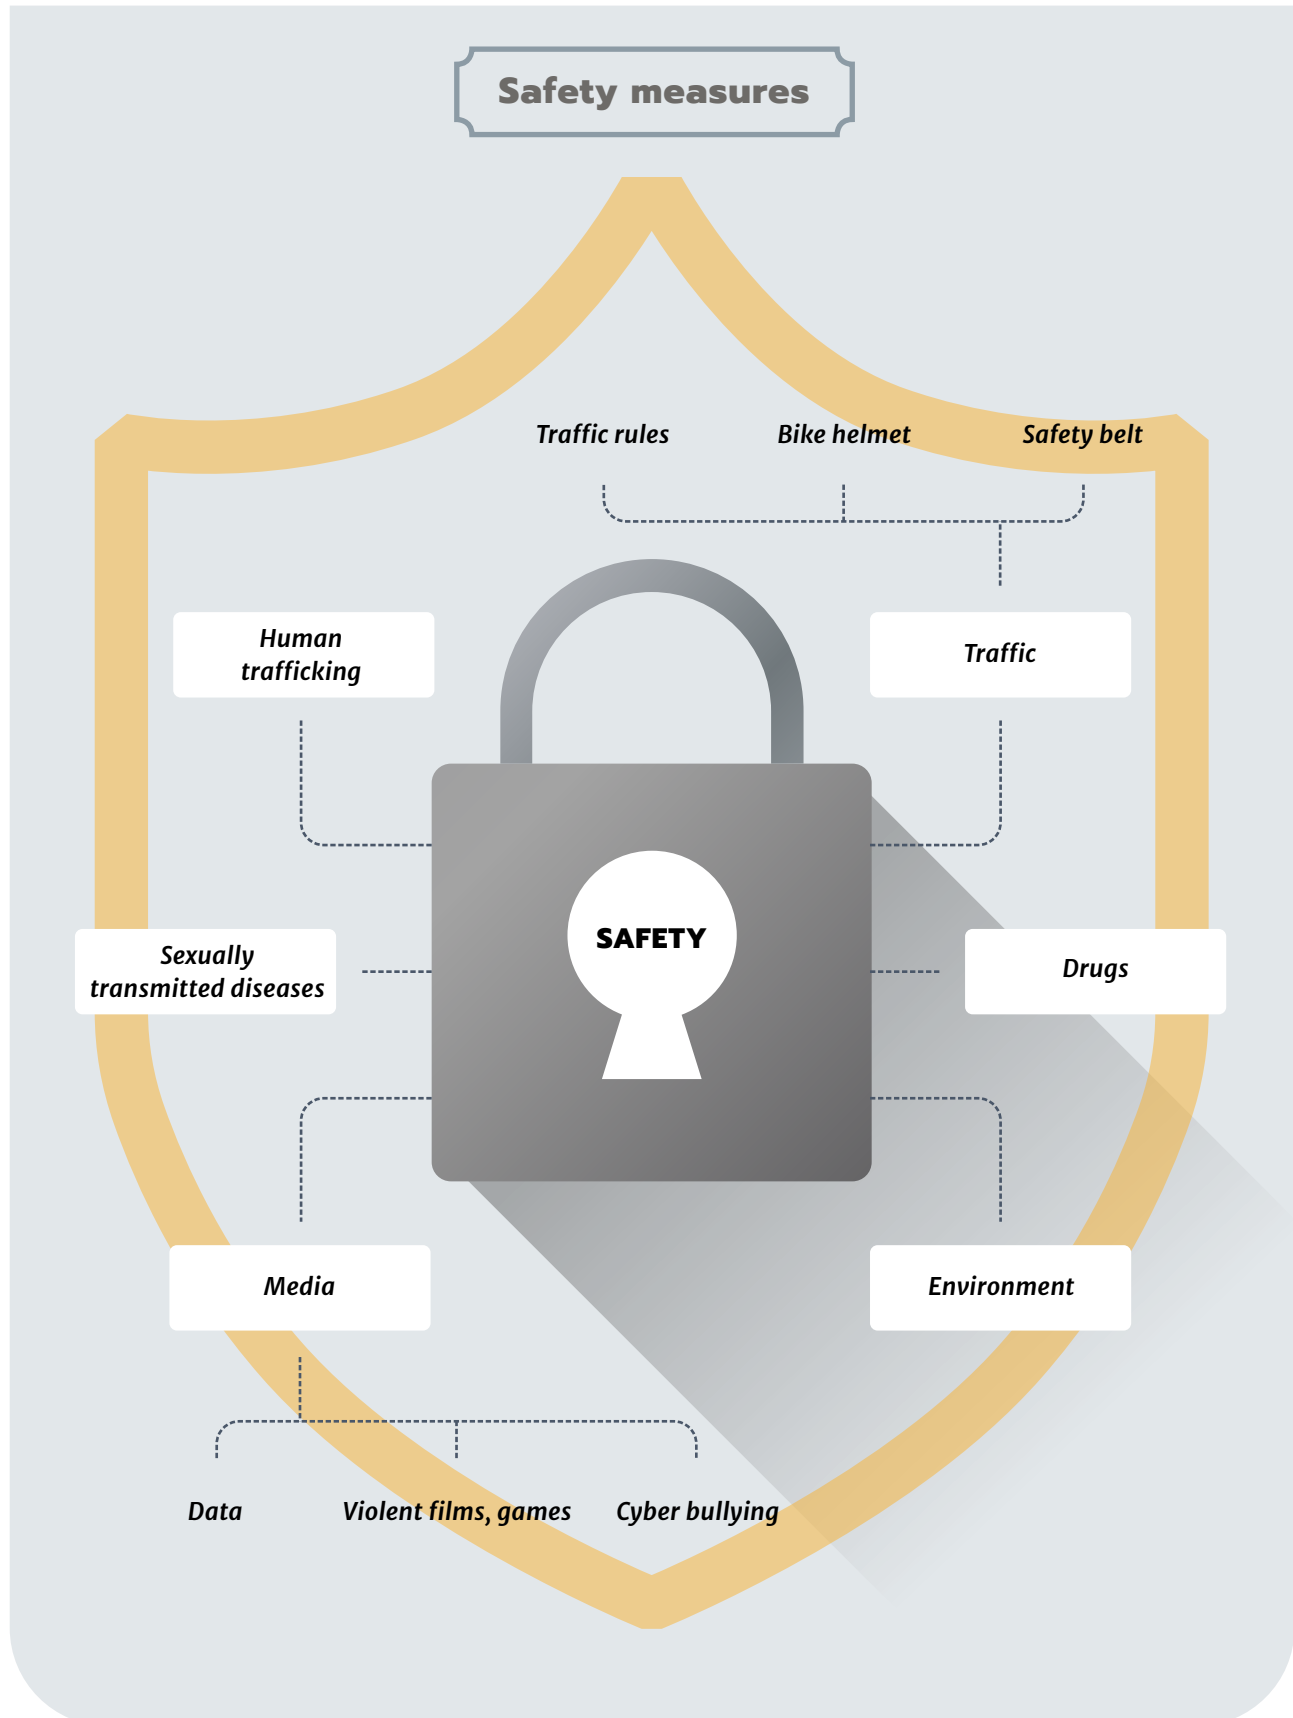 Safety measures
Traffic rules
Bike helmet
Safety belt
Human
trafficking
Traffic
SAFETY
Sexually
transmitted diseases
Drugs
Media
Environment
Data
Violent films, games
Cyber bullying